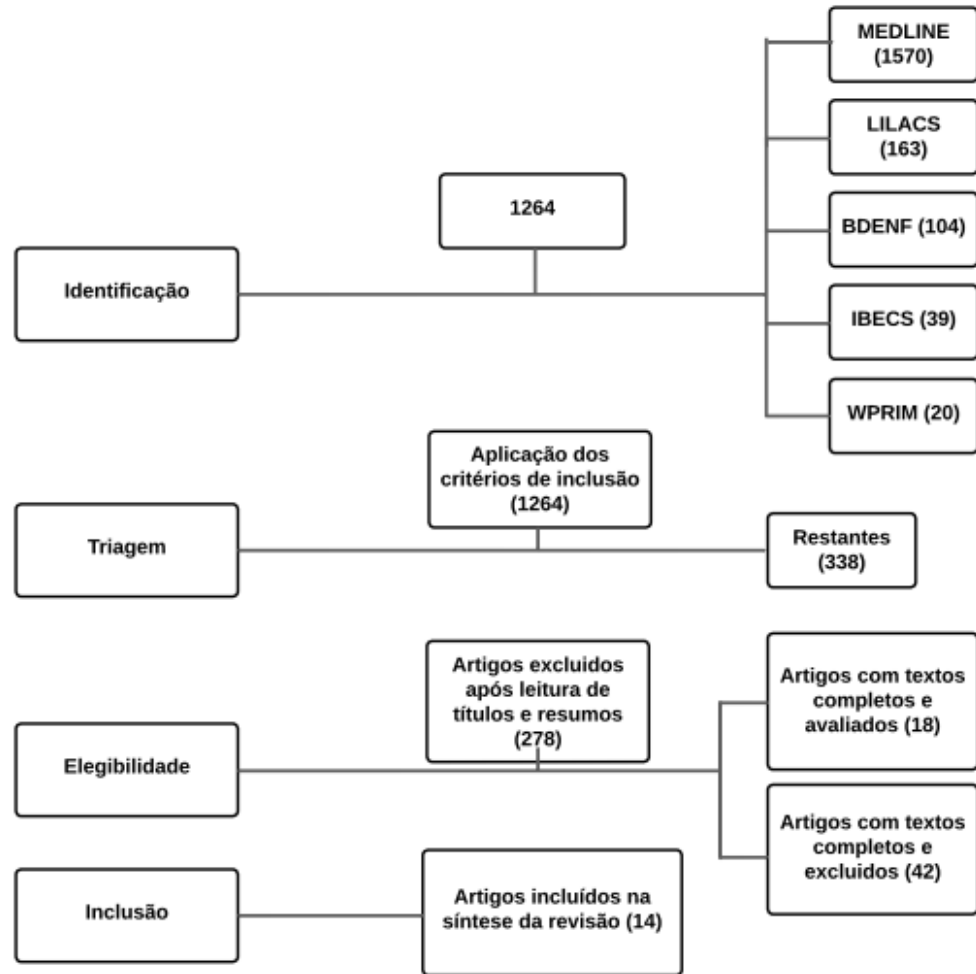 MEDLINE
(1570)
LILACS
(163)
1264
BDENF (104)
Identificação
IBECS (39)
WPRIM (20)
Aplicação dos
critérios de inclusão
(1264)
Triagem
Restantes
(338)
Artigos excluidos
após leitura de
títulos e resumos
(278)
Elegibilidade
Artigos com textos
completos e
avaliados (18)
Artigos com textos
completos e
excluidos (42)
Inclusão
Artigos incluídos na
síntese da revisão (14)